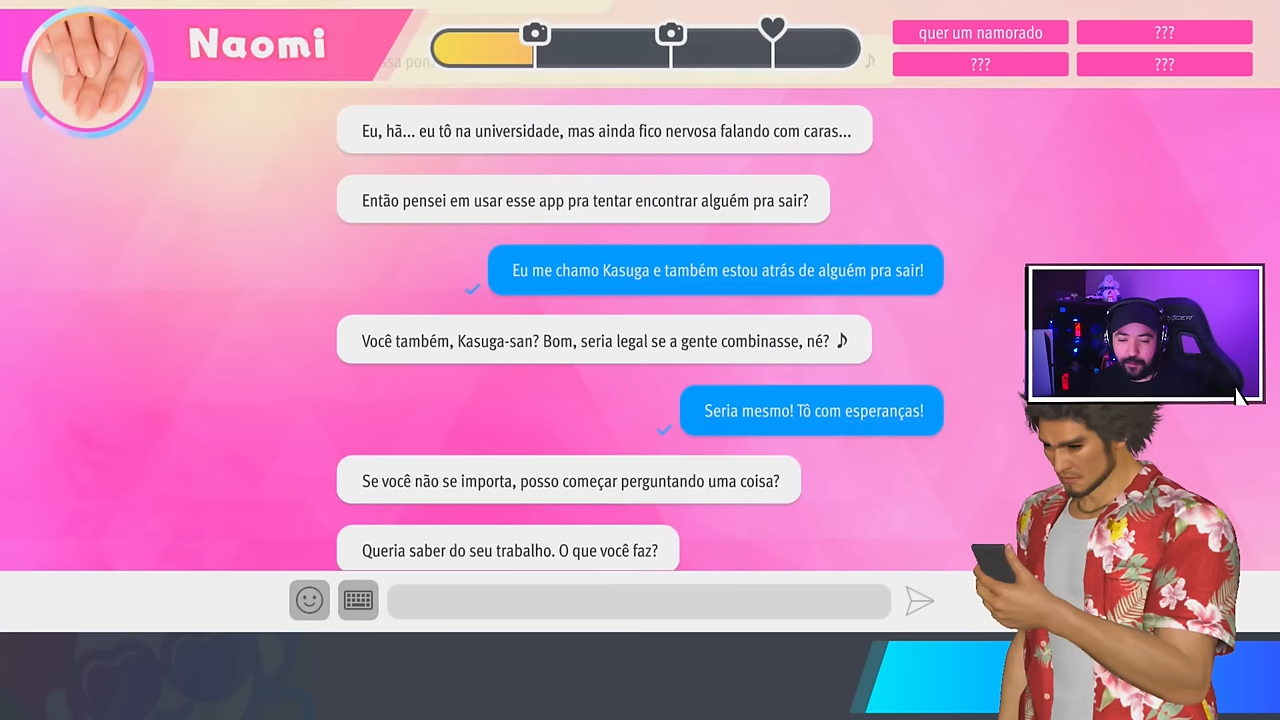 Naomi
quer um namorado
???
???
???
ssa pon
Eu, hã... eu tô na universidade, mas ainda fico nervosa falando com caras...
Então pensei em usar esse app pra tentar encontrar alguém pra sair?
Eu me chamo Kasuga e também estou atrás de alguém pra sair!
Você também, Kasuga-san? Bom, seria legal se a gente combinasse, né? ♪
Seria mesmo! Tô com esperanças!
Se você não se importa, posso começar perguntando uma coisa?
Queria saber do seu trabalho. O que você faz?